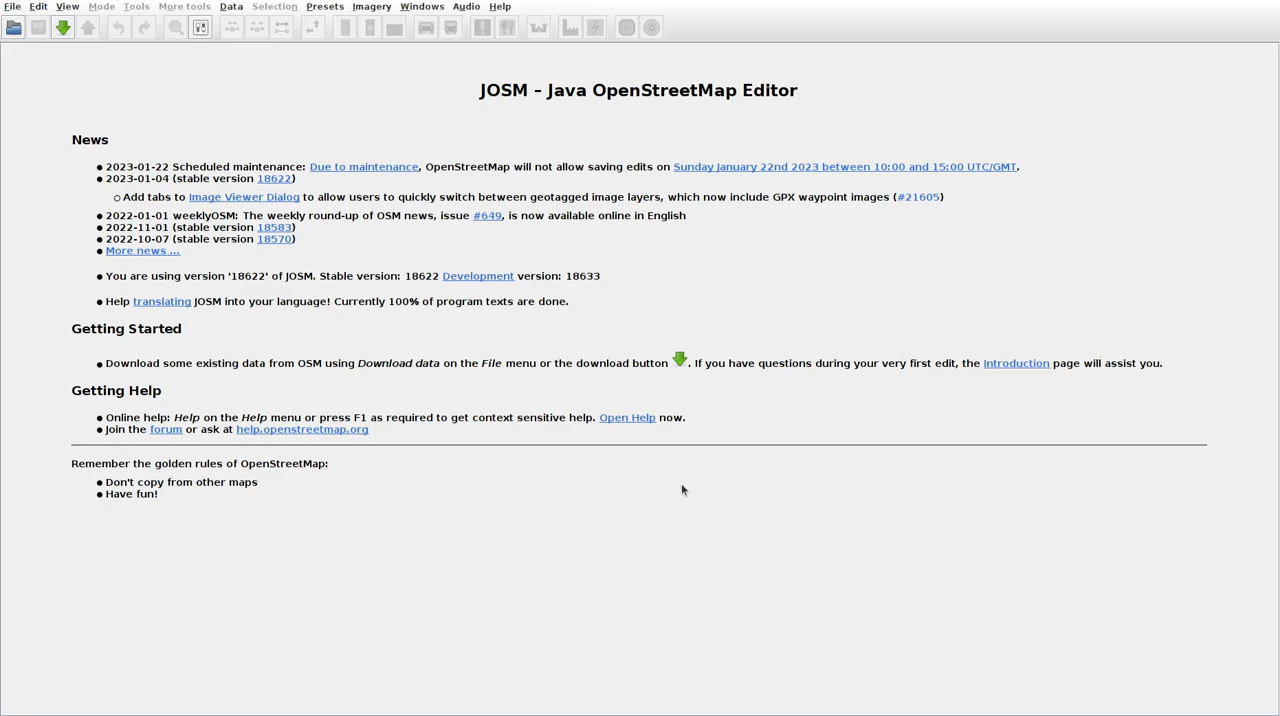 File Edit View Mode Tools More tools Data Selection Presets Imagery Windows Audio Help
JOSM – Java OpenStreetMap Editor
News
2023-01-22 Scheduled maintenance: Due to maintenance, OpenStreetMap will not allow saving edits on Sunday January 22nd 2023 between 10:00 and 15:00 UTC/GMT.
2023-01-04 (stable version 18622)
Add tabs to Image Viewer Dialog to allow users to quickly switch between geotagged image layers, which now include GPX waypoint images (#21605)
2022-01-01 weeklyOSM: The weekly round-up of OSM news, issue #649, is now available online in English
2022-11-01 (stable version 18583)
2022-10-07 (stable version 18570)
More news ...
You are using version '18622' of JOSM. Stable version: 18622 Development version: 18633
Help translating JOSM into your language! Currently 100% of program texts are done.
Getting Started
Download some existing data from OSM using Download data on the File menu or the download button . If you have questions during your very first edit, the Introduction page will assist you.
Getting Help
Online help: Help on the Help menu or press F1 as required to get context sensitive help. Open Help now.
Join the forum or ask at help.openstreetmap.org
Remember the golden rules of OpenStreetMap:
Don't copy from other maps
Have fun!